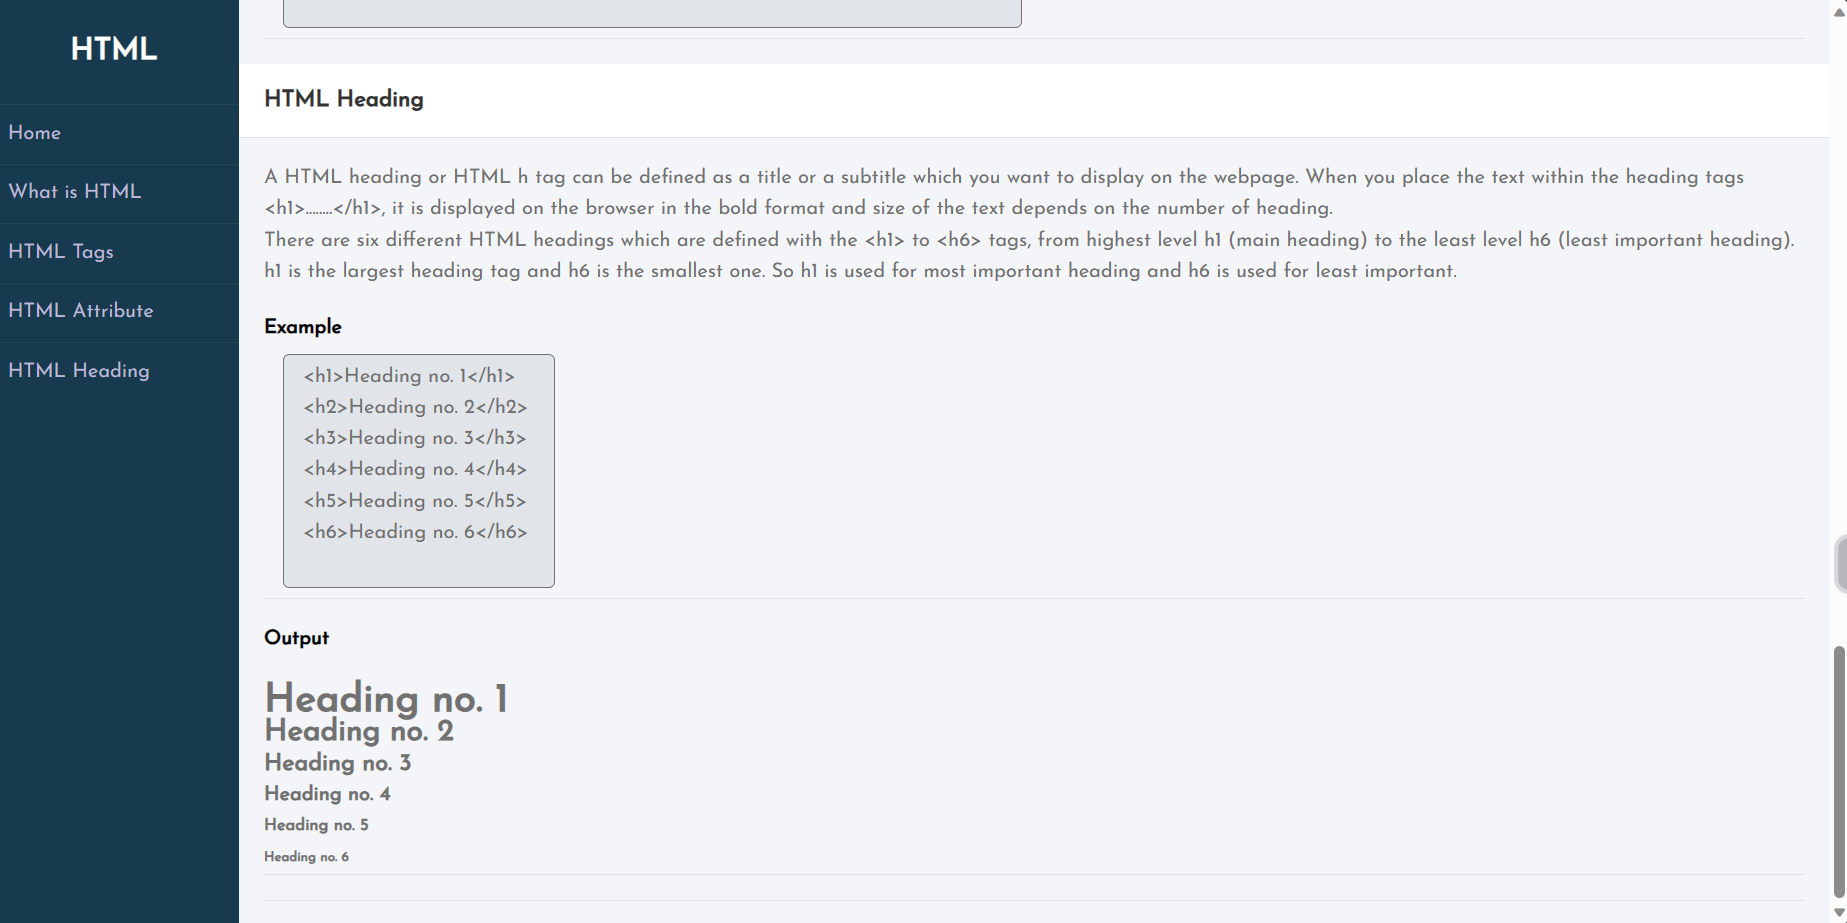 HTML
Home
What is HTML
HTML Tags
HTML Attribute
HTML Heading
HTML Heading
A HTML heading or HTML h tag can be defined as a title or a subtitle which you want to display on the webpage. When you place the text within the heading tags
<h1>........</h1>, it is displayed on the browser in the bold format and size of the text depends on the number of heading.
There are six different HTML headings which are defined with the <h1> to <h6> tags, from highest level h1 (main heading) to the least level h6 (least important heading).
h1 is the largest heading tag and h6 is the smallest one. So h1 is used for most important heading and h6 is used for least important.
Example
<h1>Heading no. 1</h1>
<h2>Heading no. 2</h2>
<h3>Heading no. 3</h3>
<h4>Heading no. 4</h4>
<h5>Heading no. 5</h5>
<h6>Heading no. 6</h6>
Output
Heading no. 1
Heading no. 2
Heading no. 3
Heading no. 4
Heading no. 5
Heading no. 6